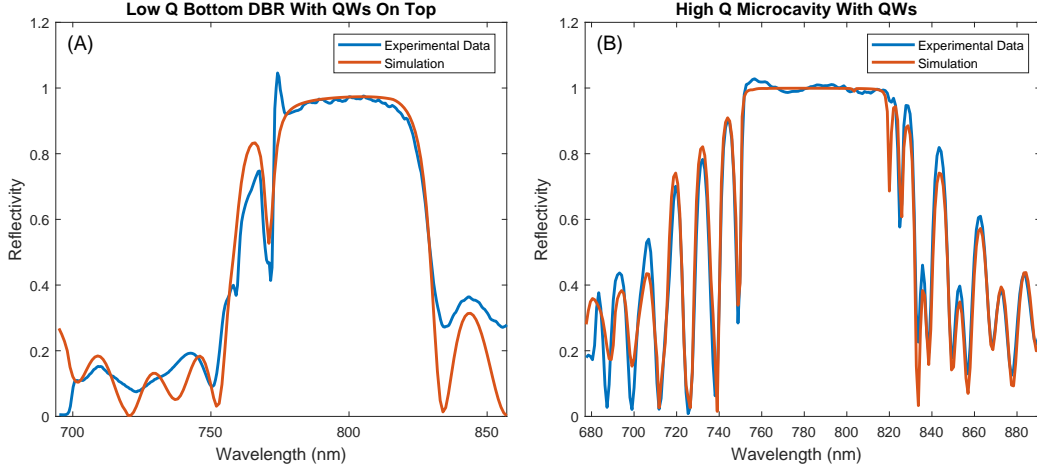 Low Q Bottom DBR With QWs On Top
(A)
Experimental Data
Simulation
Reflectivity
1.2
1
0.8
0.6
0.4
0.2
0
700 750 800 850
Wavelength (nm)
High Q Microcavity With QWs
(B)
Experimental Data
Simulation
Reflectivity
1.2
1
0.8
0.6
0.4
0.2
0
680 700 720 740 760 780 800 820 840 860 880
Wavelength (nm)